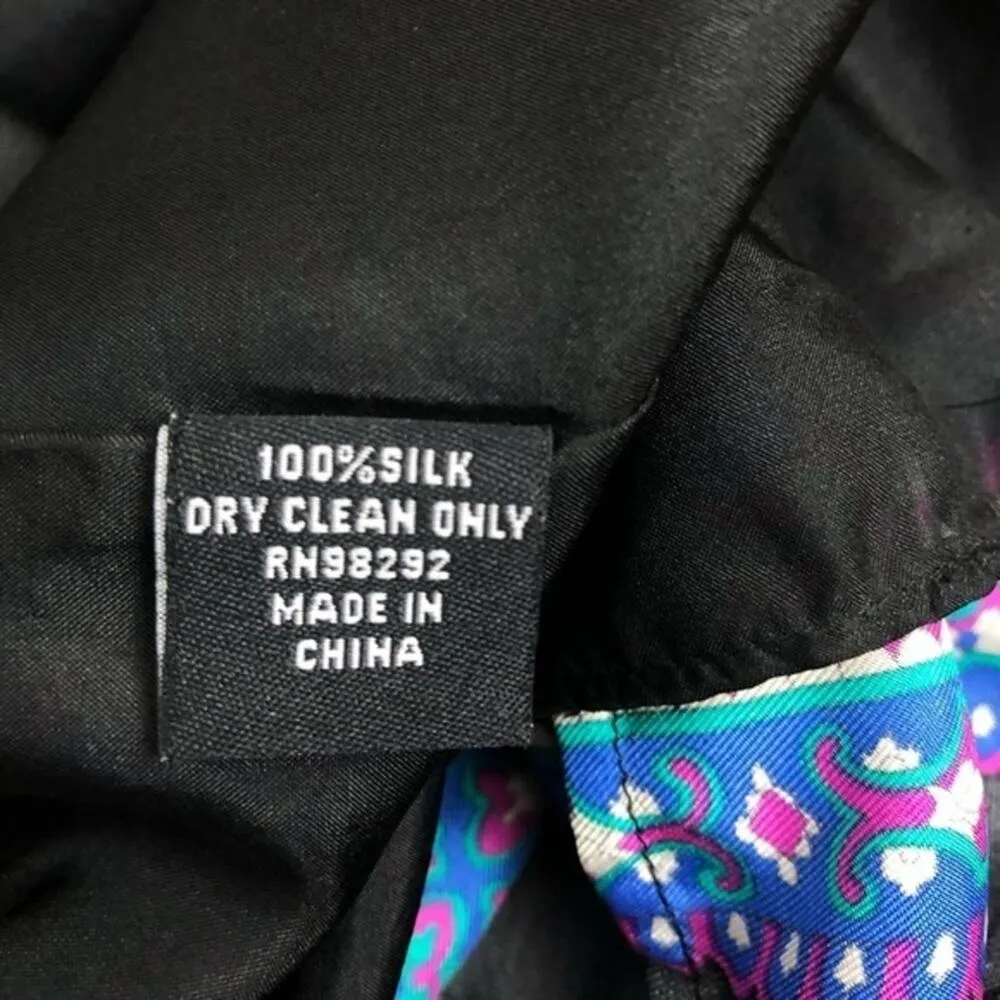 100%SILK
DRY CLEAN ONLY
RN98292
MADE IN
CHINA